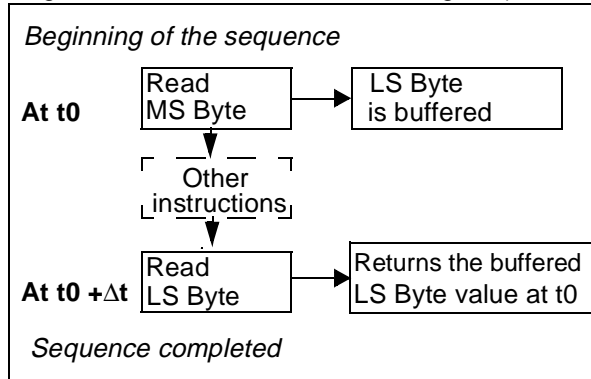 Beginning of the sequence
Read
MS Byte
LS Byte
is buffered
At t0
Other
instructions
Read
LS Byte
Returns the buffered
LS Byte value at t0
At t0 +Δt
Sequence completed